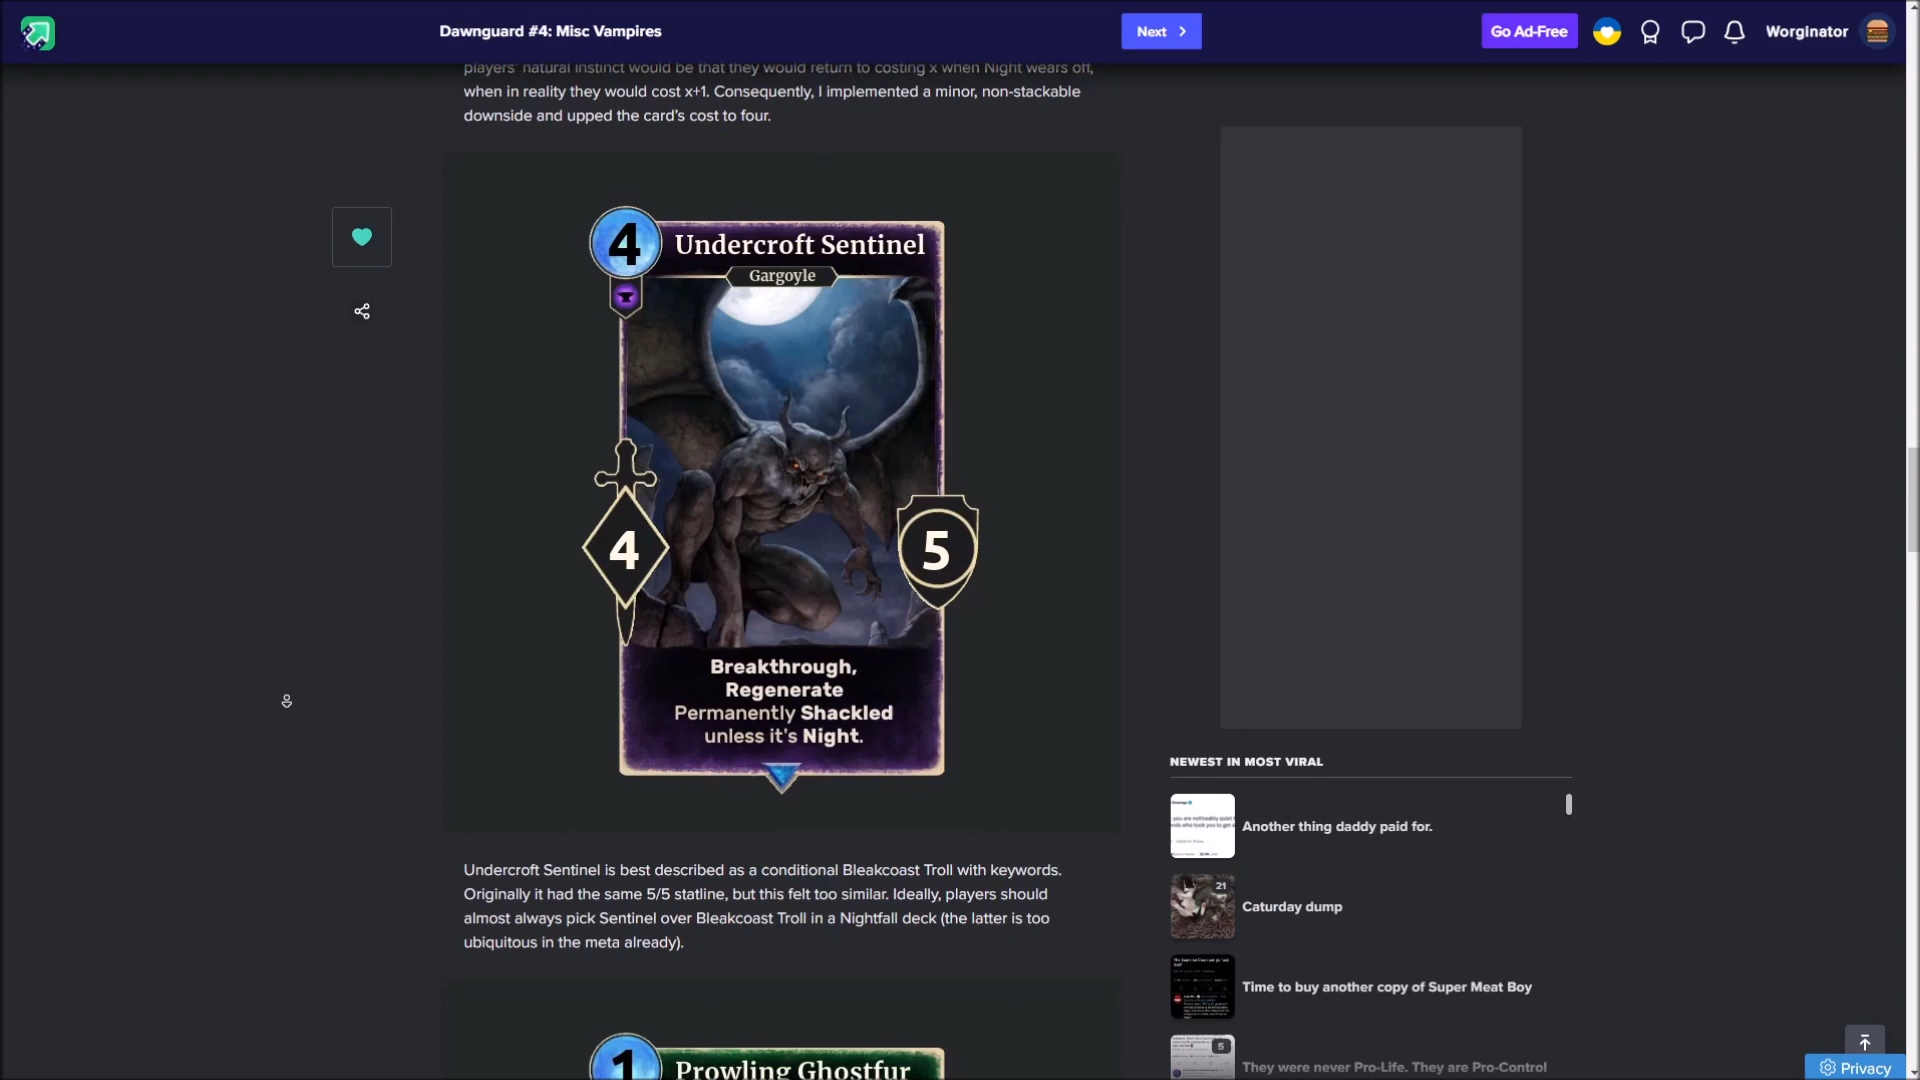 Dawnguard #4: Misc Vampires
Next
Go Ad-Free
Worginator
players' natural instinct would be that they would return to costing x when Night wears off,
when in reality they would cost x+1. Consequently, I implemented a minor, non-stackable
downside and upped the card's cost to four.
4
Undercroft Sentinel
Gargoyle
4
5
Breakthrough,
Regenerate
Permanently Shackled
unless it's Night.
Undercroft Sentinel is best described as a conditional Bleakcoast Troll with keywords.
Originally it had the same 5/5 statline, but this felt too similar. Ideally, players should
almost always pick Sentinel over Bleakcoast Troll in a Nightfall deck (the latter is too
ubiquitous in the meta already).
1
Prowling Ghostfur
NEWEST IN MOST VIRAL
Another thing daddy paid for.
21
Caturday dump
Time to buy another copy of Super Meat Boy
5
They were never Pro-Life. They are Pro-Control
Privacy